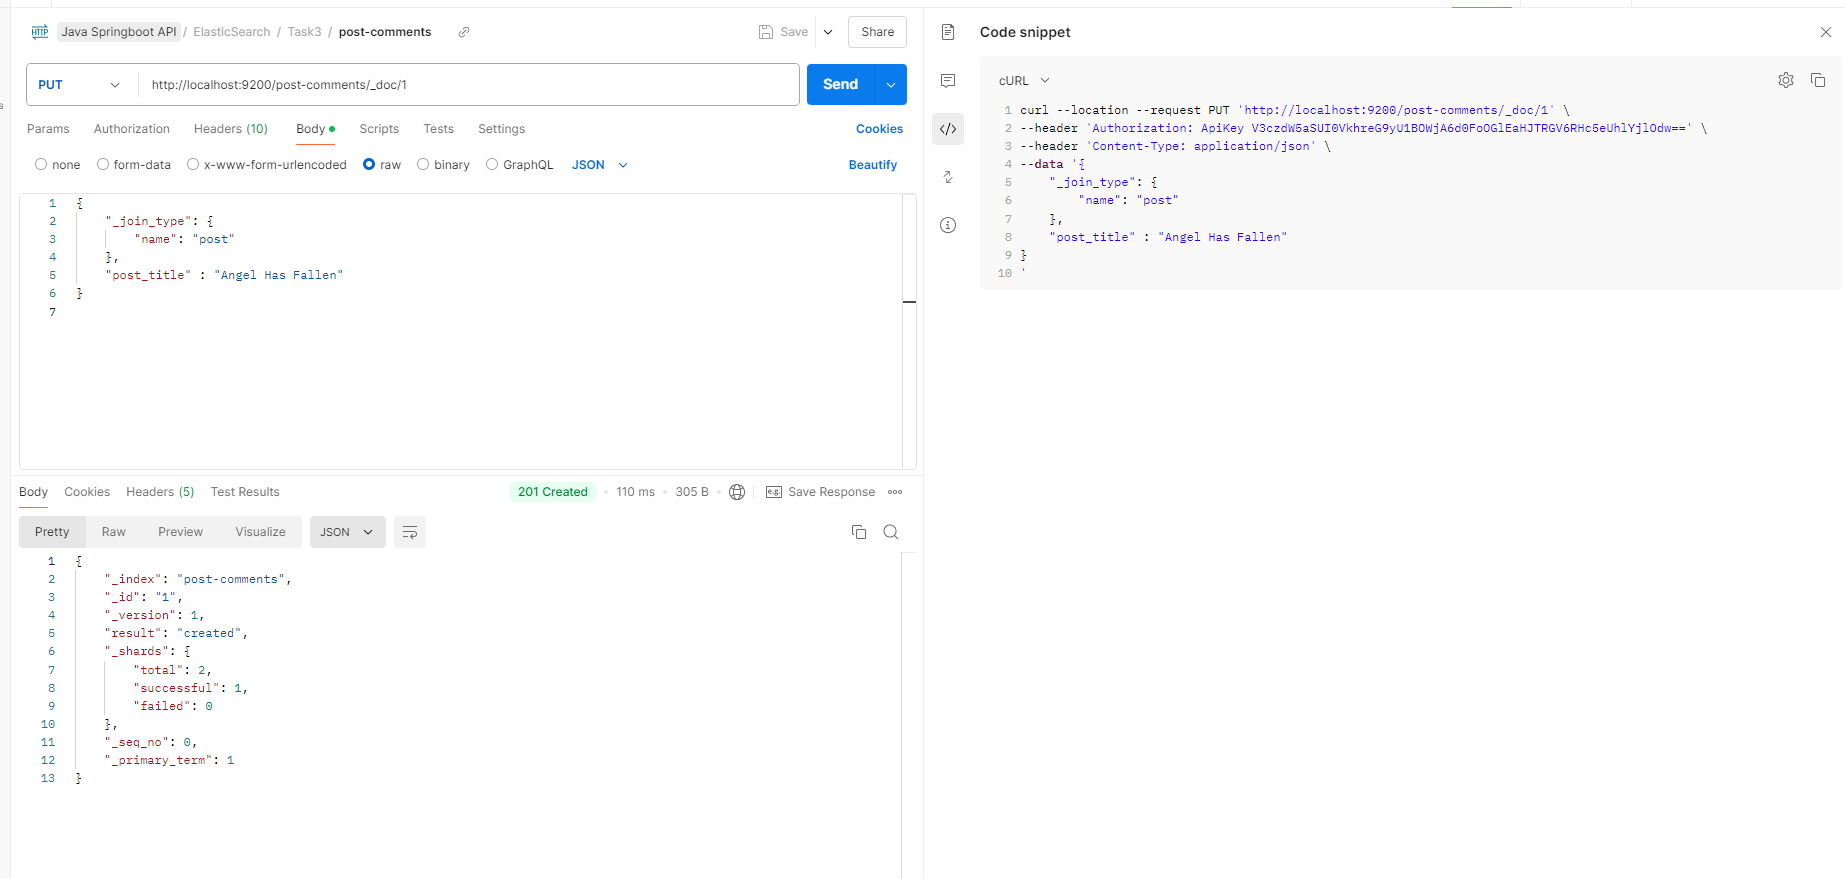 HTTP Java Springboot API / ElasticSearch / Task3 / post-comments
Save
Share
PUT
http://localhost:9200/post-comments/_doc/1
Send
Params Authorization Headers (10) Body Scripts Tests Settings Cookies
none form-data x-www-form-urlencoded raw binary GraphQL JSON Beautify
1 {
2 "_join_type": {
3 "name": "post"
4 },
5 "post_title" : "Angel Has Fallen"
6 }
7
Body Cookies Headers (5) Test Results 201 Created 110 ms 305 B e.g. Save Response
Pretty Raw Preview Visualize JSON
1 {
2 "_index": "post-comments",
3 "_id": "1",
4 "_version": 1,
5 "result": "created",
6 "_shards": {
7 "total": 2,
8 "successful": 1,
9 "failed": 0
10 },
11 "_seq_no": 0,
12 "_primary_term": 1
13 }
Code snippet
cURL
1 curl --location --request PUT 'http://localhost:9200/post-comments/_doc/1' \
2 --header 'Authorization: ApiKey V3czdW5aSUI0VkhreG9yU1BOWjA6d0FoOGlEaHJTRGV6RHc5eUhlYjlOdw==' \
3 --header 'Content-Type: application/json' \
4 --data '{
5 "_join_type": {
6 "name": "post"
7 },
8 "post_title" : "Angel Has Fallen"
9 }
10 '